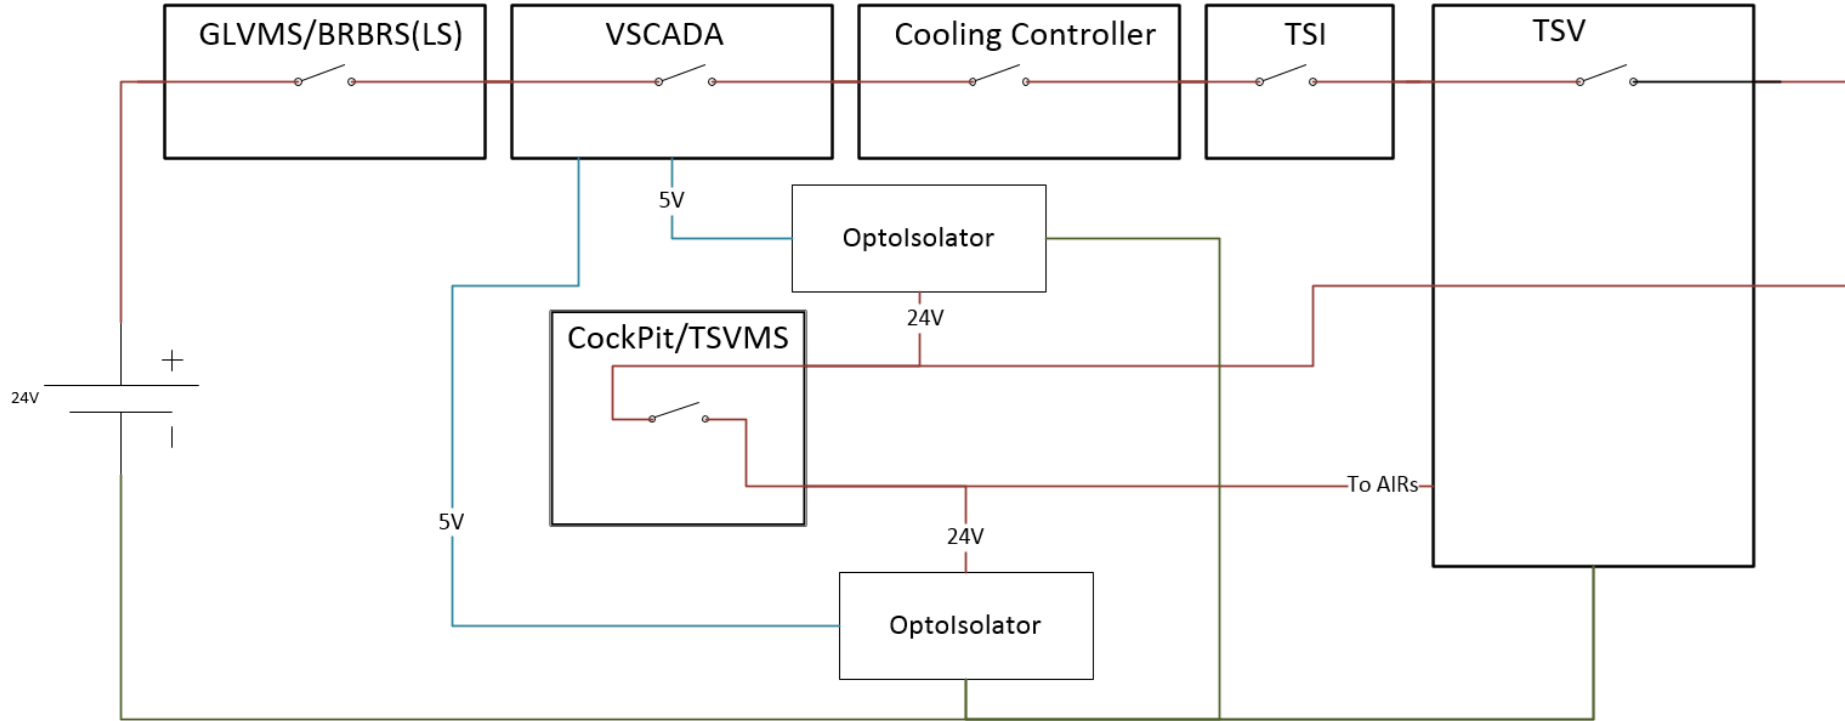 GLVMS/BRBRS(LS)
VSCADA
Cooling Controller
TSI
TSV
5V
OptoIsolator
24V
CockPit/TSVMS
24V
To AIRs
5V
24V
OptoIsolator